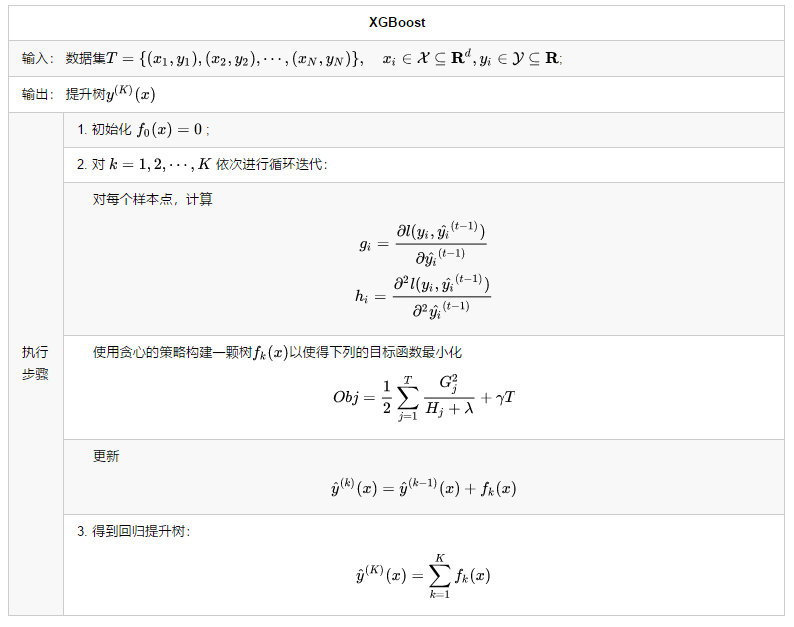 XGBoost
输入: 数据集$T = \{(x_1, y_1), (x_2, y_2), \cdots, (x_N, y_N)\}, \quad x_i \in \mathcal{X} \subseteq \mathbf{R}^d, y_i \in \mathcal{Y} \subseteq \mathbf{R}$;
输出: 提升树$y^{(K)}(x)$
执行步骤
1. 初始化 $f_0(x) = 0$ ;
2. 对 $k = 1, 2, \cdots, K$ 依次进行循环迭代:
对每个样本点，计算
$g_i = \frac{\partial l(y_i, \hat{y_i}^{(t-1)})}{\partial \hat{y_i}^{(t-1)}}$
$h_i = \frac{\partial^2 l(y_i, \hat{y_i}^{(t-1)})}{\partial^2 \hat{y_i}^{(t-1)}}$
使用贪心的策略构建一颗树$f_k(x)$以使得下列的目标函数最小化
$Obj = \frac{1}{2} \sum_{j=1}^{T} \frac{G_j^2}{H_j + \lambda} + \gamma T$
更新
$\hat{y}^{(k)}(x) = \hat{y}^{(k-1)}(x) + f_k(x)$
3. 得到回归提升树:
$\hat{y}^{(K)}(x) = \sum_{k=1}^{K} f_k(x)$